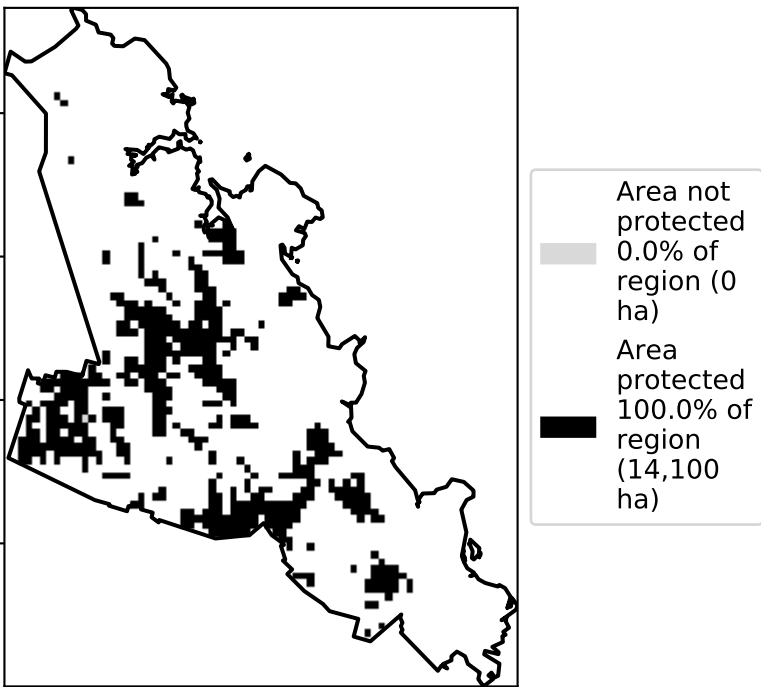 Area not
protected
0.0% of
region (0
ha)
Area
protected
100.0% of
region
(14,100
ha)